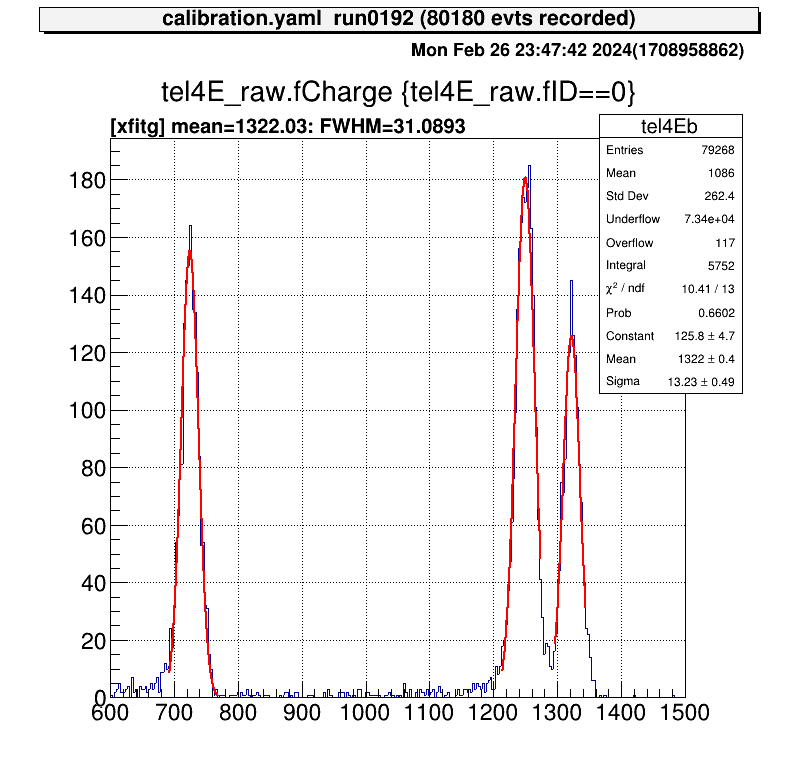 calibration.yaml run0192 (80180 evts recorded)
Mon Feb 26 23:47:42 2024(1708958862)
tel4E_raw.fCharge {tel4E_raw.fID==0}
[xfitg] mean=1322.03: FWHM=31.0893
tel4Eb
Entries 79268
Mean 1086
Std Dev 262.4
Underflow 7.34e+04
Overflow 117
Integral 5752
χ² / ndf 10.41 / 13
Prob 0.6602
Constant 125.8 ± 4.7
Mean 1322 ± 0.4
Sigma 13.23 ± 0.49
180
160
140
120
100
80
60
40
20
0
600 700 800 900 1000 1100 1200 1300 1400 1500